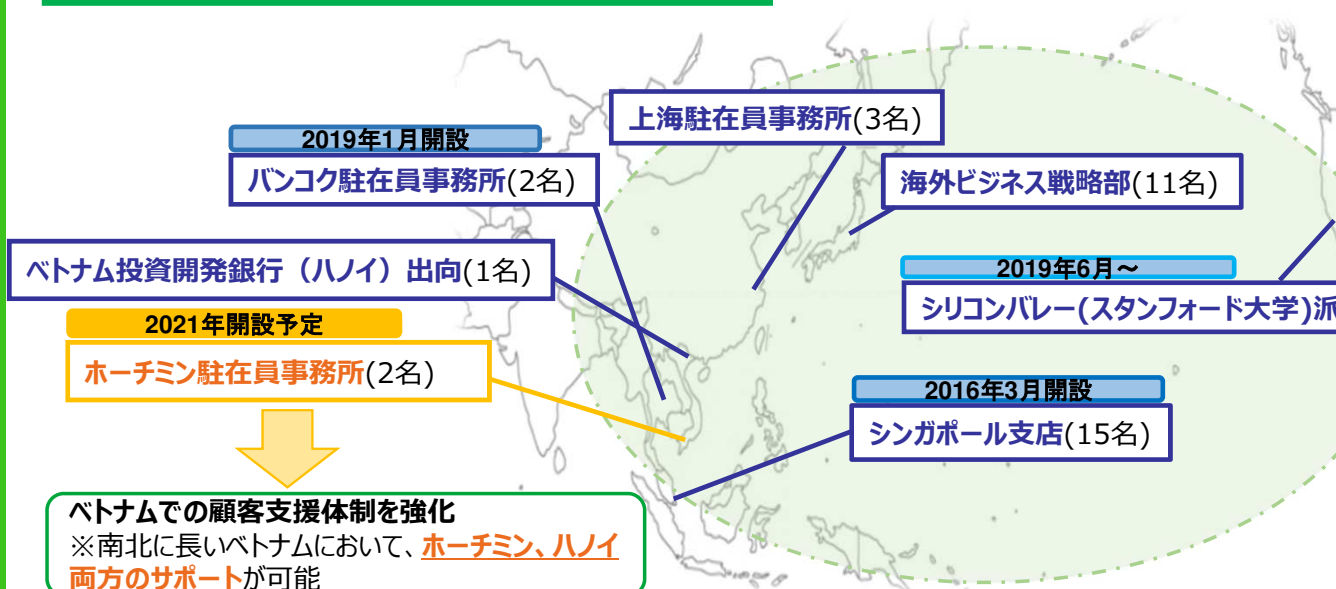 上海駐在員事務所(3名)
2019年1月開設
バンコク駐在員事務所(2名)
海外ビジネス戦略部(11名)
ベトナム投資開発銀行（ハノイ）出向(1名)
2019年6月～
シリコンバレー(スタンフォード大学)派
2021年開設予定
ホーチミン駐在員事務所(2名)
2016年3月開設
シンガポール支店(15名)
ベトナムでの顧客支援体制を強化
※南北に長いベトナムにおいて、ホーチミン、ハノイ
両方のサポートが可能